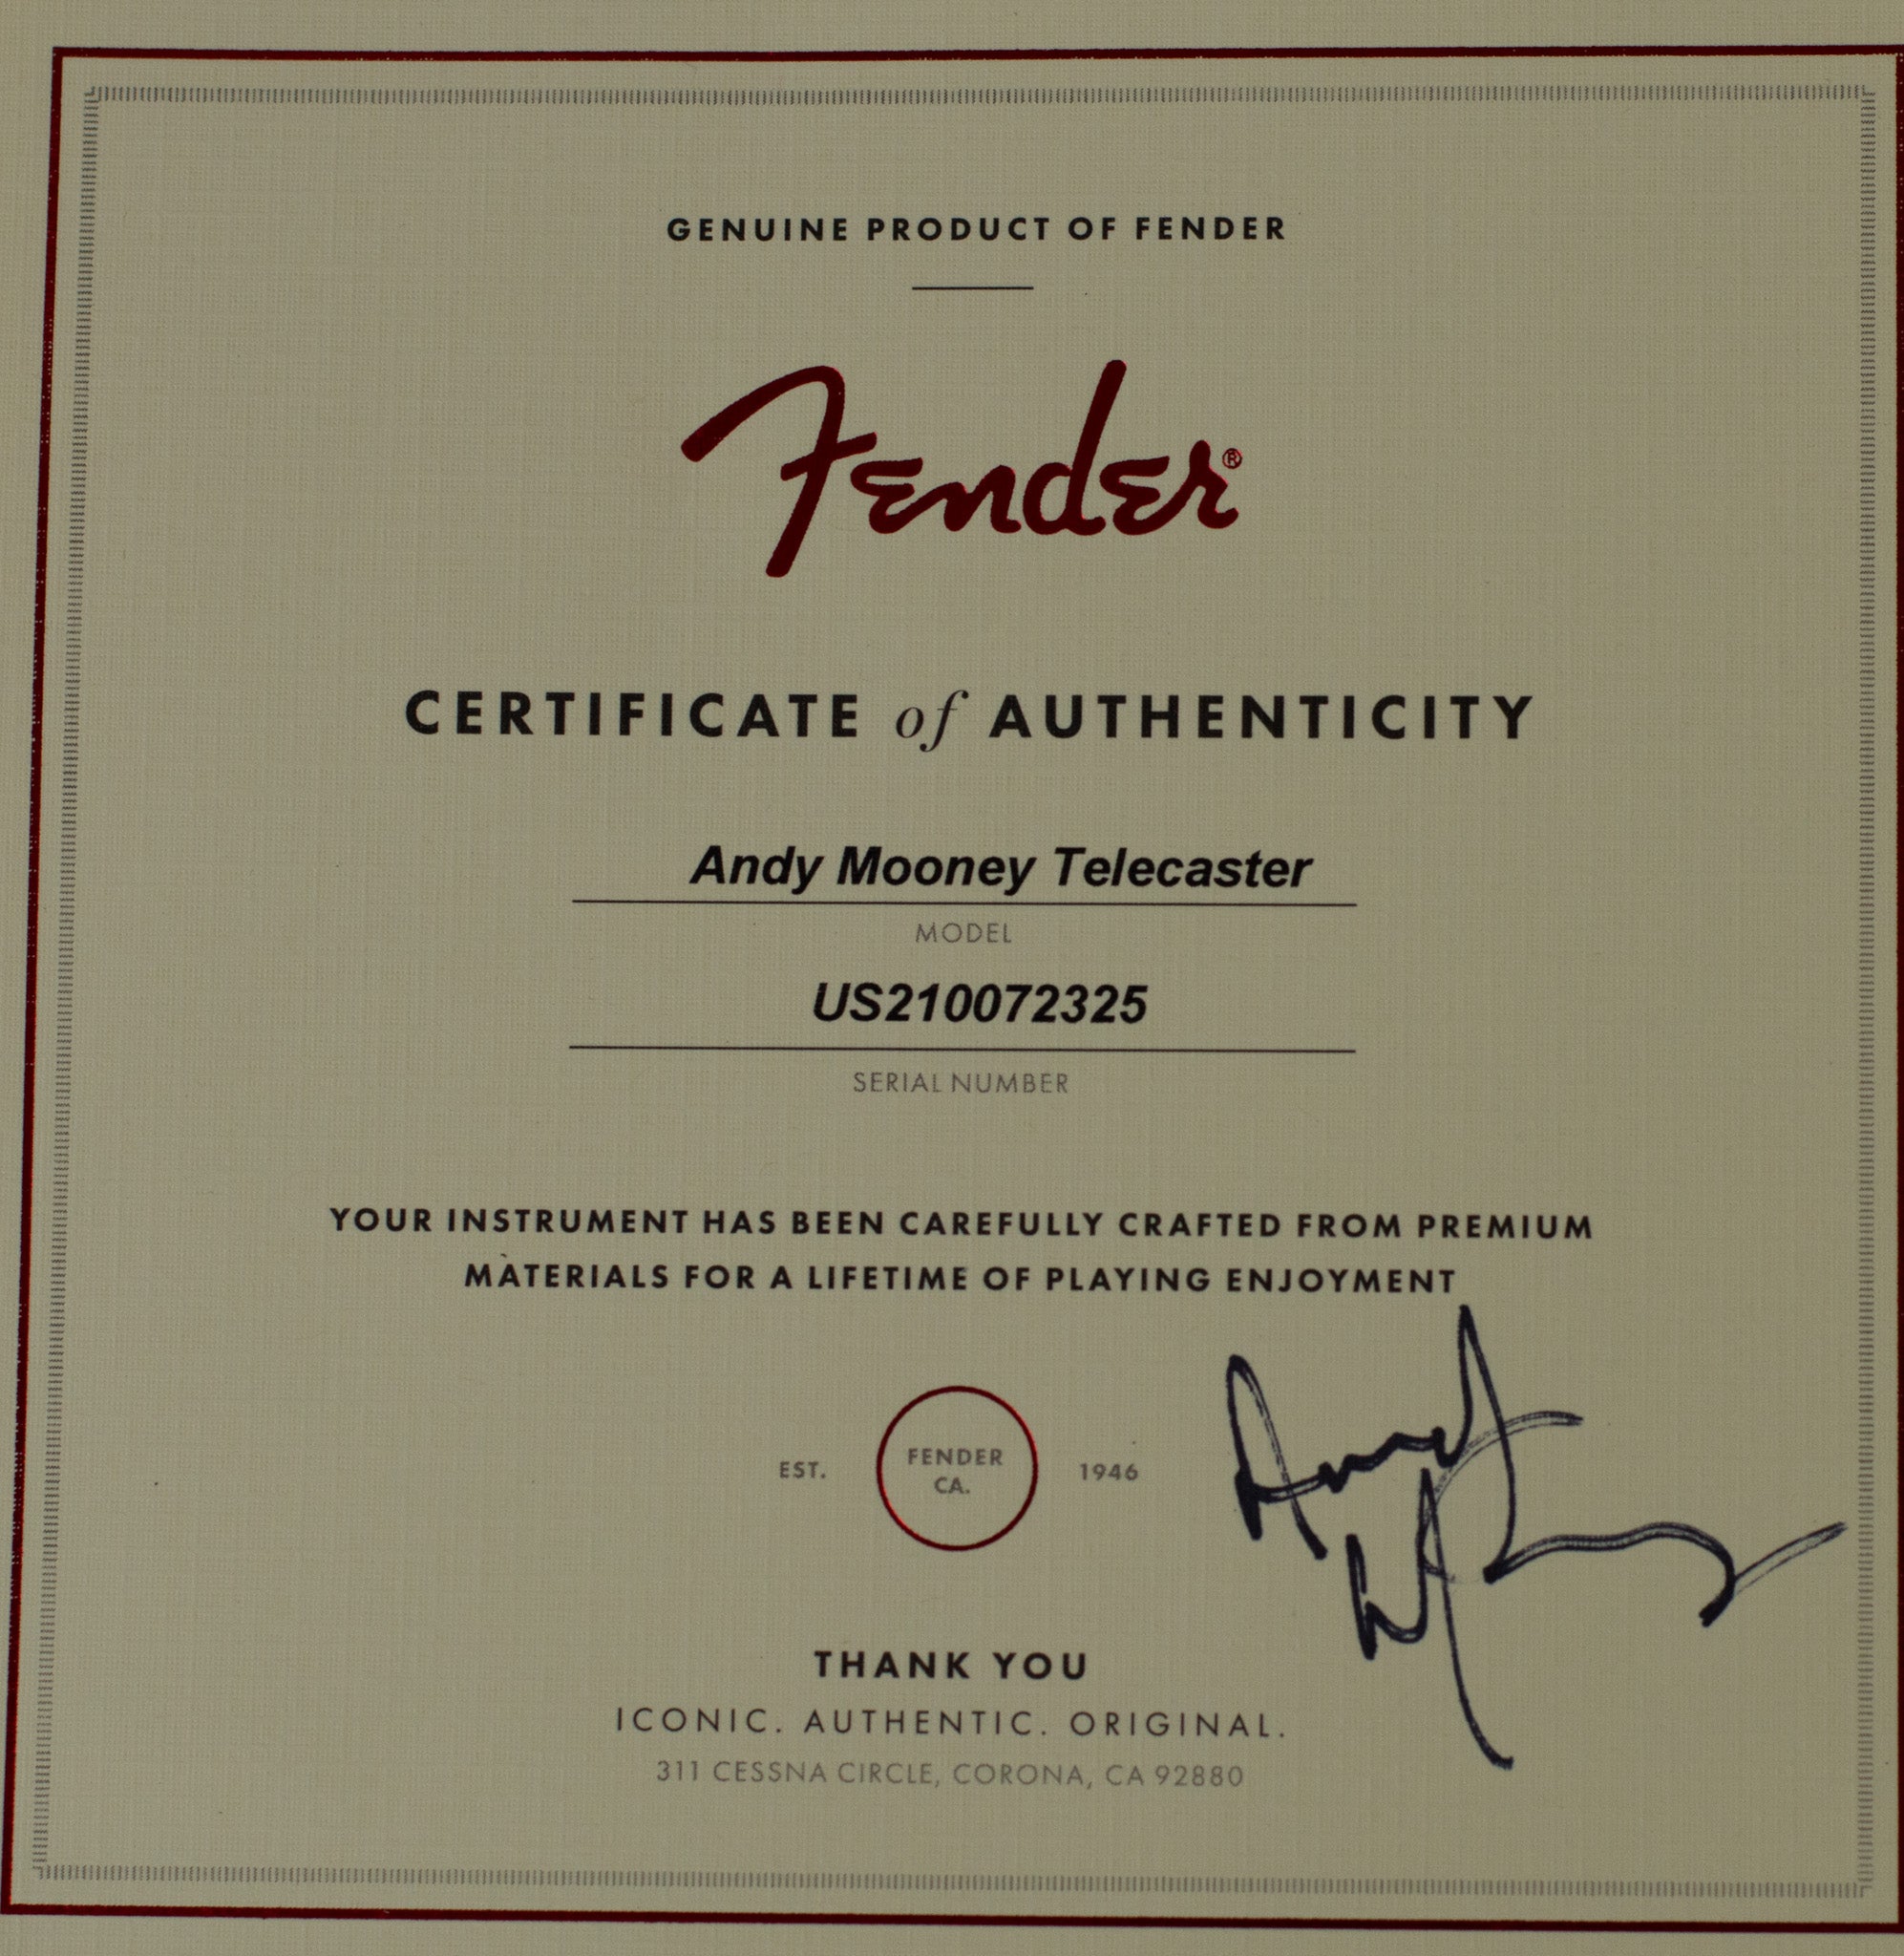 GENUINE PRODUCT OF FENDER
Fender®
CERTIFICATE of AUTHENTICITY
Andy Mooney Telecaster
MODEL
US210072325
SERIAL NUMBER
YOUR INSTRUMENT HAS BEEN CAREFULLY CRAFTED FROM PREMIUM
MATERIALS FOR A LIFETIME OF PLAYING ENJOYMENT
EST. FENDER CA. 1946
THANK YOU
ICONIC. AUTHENTIC. ORIGINAL.
311 CESSNA CIRCLE, CORONA, CA 92880